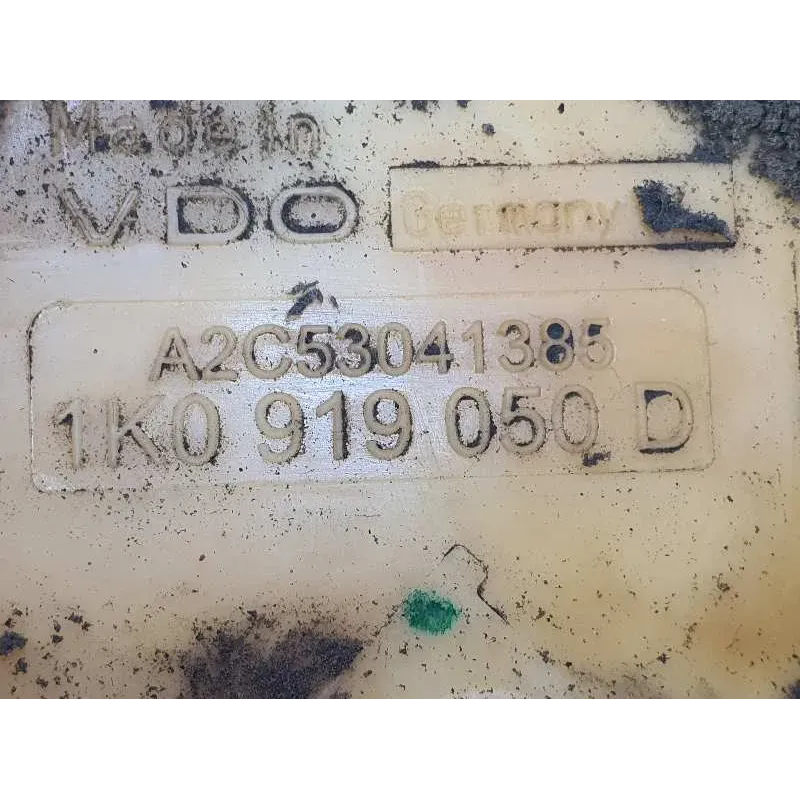 Made In
VDO Germany
A2C53041385
1K0 919 050 D